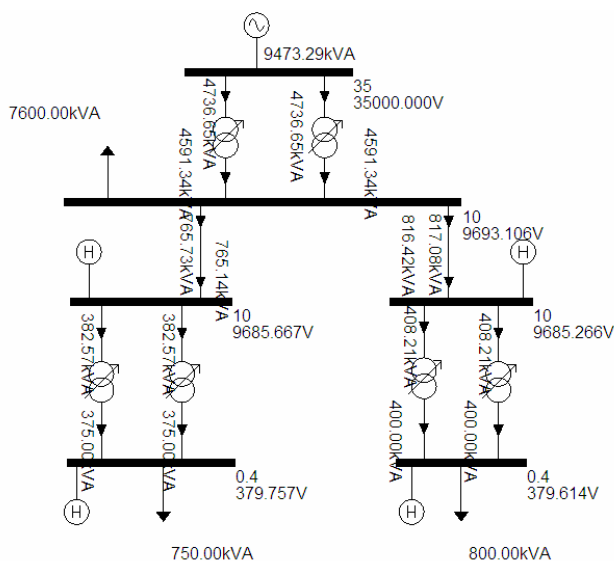 9473.29kVA
35
35000.000V
4736.65kVA
4736.65kVA
7600.00kVA
4591.34kVA
4591.34kVA
10
9693.106V
765.73kVA
765.14kVA
816.42kVA
817.08kVA
H
H
10
9685.667V
10
9685.266V
382.57kVA
382.57kVA
408.21kVA
408.21kVA
375.00kVA
375.00kVA
400.00kVA
400.00kVA
0.4
379.757V
0.4
379.614V
H
H
750.00kVA
800.00kVA